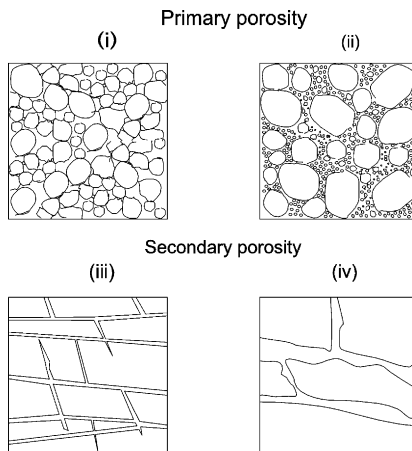 Primary porosity
(i) (ii)
Secondary porosity
(iii) (iv)